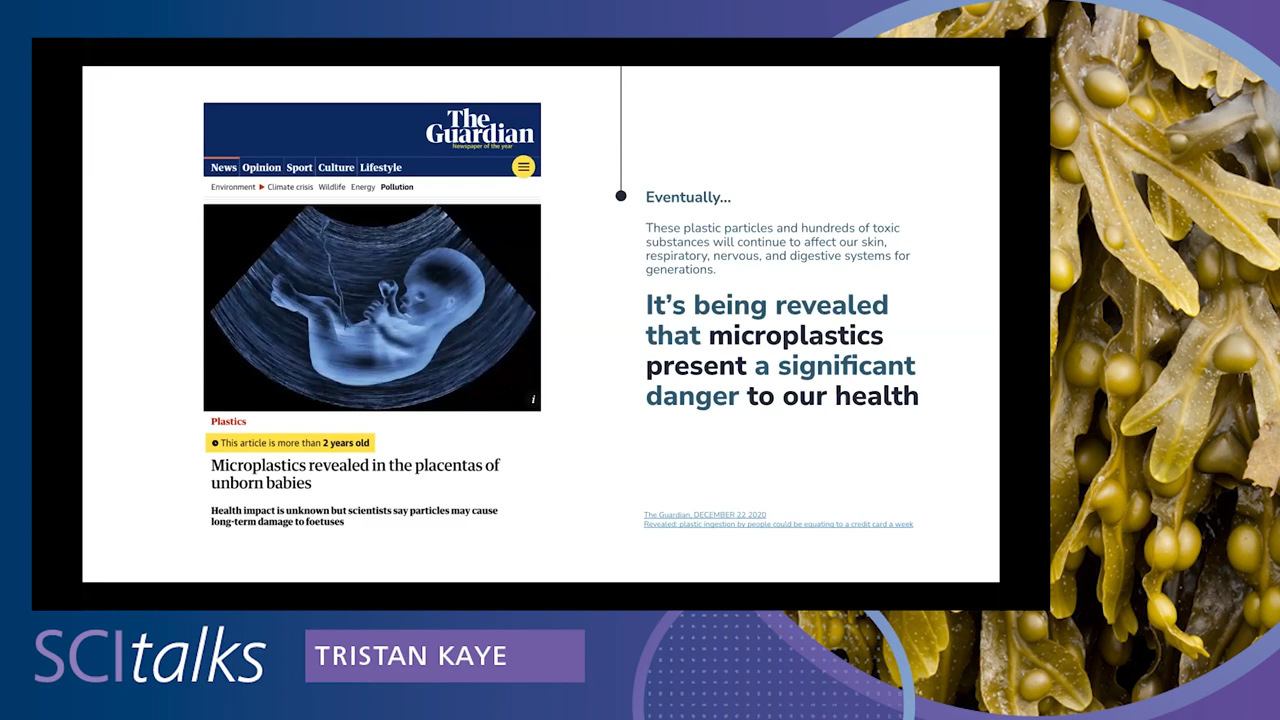 The
Guardian
Newspaper of the year
News Opinion Sport Culture Lifestyle
Environment Climate crisis Wildlife Energy Pollution
i
Plastics
This article is more than 2 years old
Microplastics revealed in the placentas of
unborn babies
Health impact is unknown but scientists say particles may cause
long-term damage to foetuses
Eventually...
These plastic particles and hundreds of toxic
substances will continue to affect our skin,
respiratory, nervous, and digestive systems for
generations.
It's being revealed
that microplastics
present a significant
danger to our health
The Guardian, DECEMBER 22 2020
Revealed: plastic ingestion by people could be equating to a credit card a week
SCItalks
TRISTAN KAYE